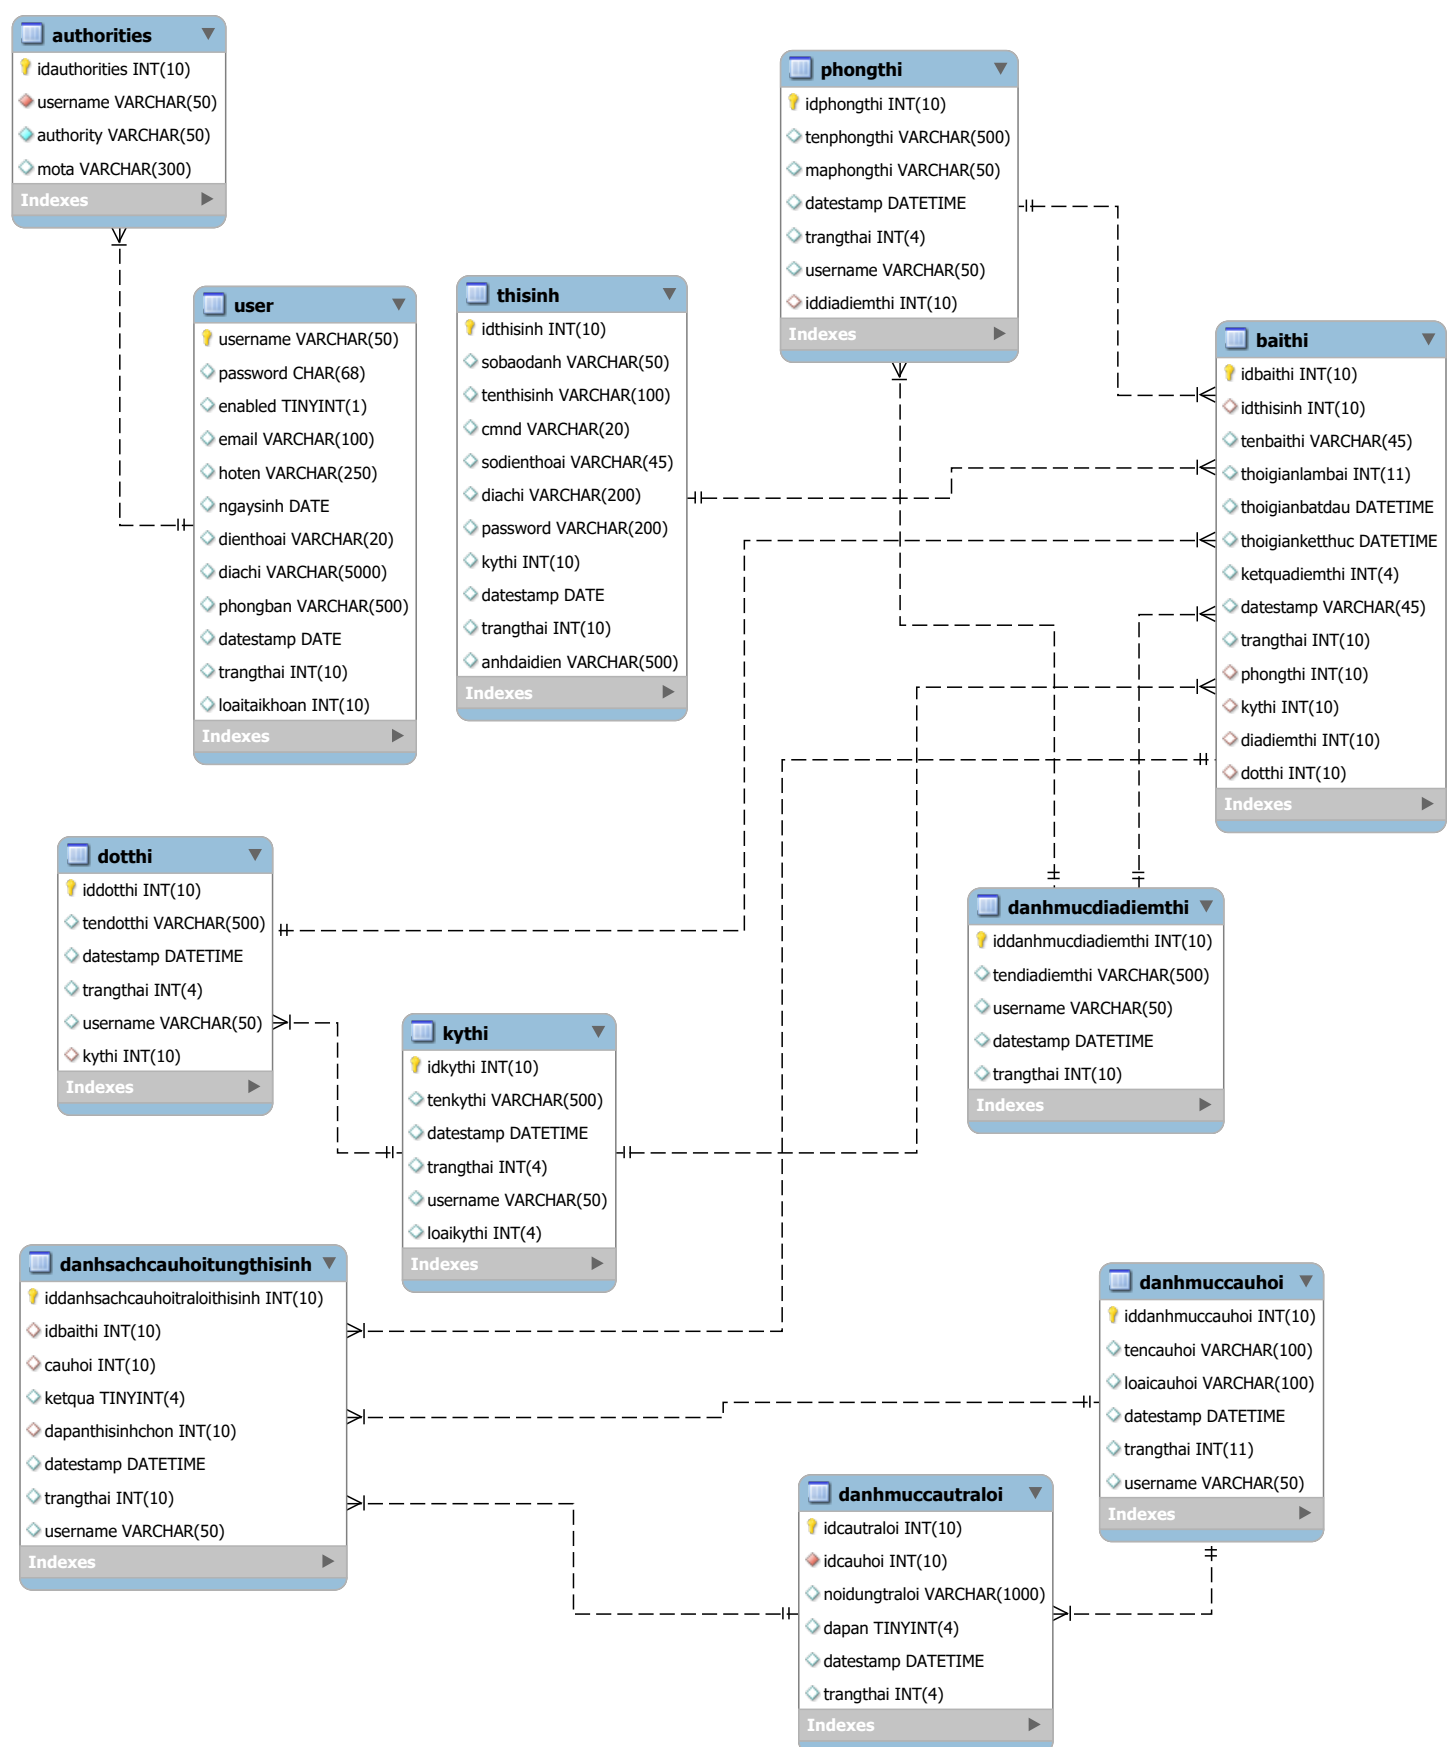 authorities
idauthorities INT(10)
username VARCHAR(50)
authority VARCHAR(50)
mota VARCHAR(300)
Indexes
phongthi
idphongthi INT(10)
tenphongthi VARCHAR(500)
maphongthi VARCHAR(50)
datestamp DATETIME
trangthai INT(4)
username VARCHAR(50)
iddiadiemthi INT(10)
Indexes
user
username VARCHAR(50)
password CHAR(68)
enabled TINYINT(1)
email VARCHAR(100)
hoten VARCHAR(250)
ngaysinh DATE
dienthoai VARCHAR(20)
diachi VARCHAR(5000)
phongban VARCHAR(500)
datestamp DATE
trangthai INT(10)
loaitaikhoan INT(10)
Indexes
thisinh
idthisinh INT(10)
sobaodanh VARCHAR(50)
tenthisinh VARCHAR(100)
cmnd VARCHAR(20)
sodienthoai VARCHAR(45)
diachi VARCHAR(200)
password VARCHAR(200)
kythi INT(10)
datestamp DATE
trangthai INT(10)
anhdaidien VARCHAR(500)
Indexes
baithi
idbaithi INT(10)
idthisinh INT(10)
tenbaithi VARCHAR(45)
thoigianlambai INT(11)
thoigianbatdau DATETIME
thoigianketthuc DATETIME
ketquadiemthi INT(4)
datestamp VARCHAR(45)
trangthai INT(10)
phongthi INT(10)
kythi INT(10)
diadiemthi INT(10)
dotthi INT(10)
Indexes
dotthi
iddotthi INT(10)
tendotthi VARCHAR(500)
datestamp DATETIME
trangthai INT(4)
username VARCHAR(50)
kythi INT(10)
Indexes
danhmucdiadiemthi
iddanhmucdiadiemthi INT(10)
tendiadiemthi VARCHAR(500)
username VARCHAR(50)
datestamp DATETIME
trangthai INT(10)
Indexes
kythi
idkythi INT(10)
tenkythi VARCHAR(500)
datestamp DATETIME
trangthai INT(4)
username VARCHAR(50)
loaikythi INT(4)
Indexes
danhsachcauhoitungthisinh
iddanhsachcauhoitraloithisinh INT(10)
idbaithi INT(10)
cauhoi INT(10)
ketqua TINYINT(4)
dapanthisinhchon INT(10)
datestamp DATETIME
trangthai INT(10)
username VARCHAR(50)
Indexes
danhmuccauhoi
iddanhmuccauhoi INT(10)
tencauhoi VARCHAR(100)
loaicauhoi VARCHAR(100)
datestamp DATETIME
trangthai INT(11)
username VARCHAR(50)
Indexes
danhmuccautraloi
idcautraloi INT(10)
idcauhoi INT(10)
noidungtraloi VARCHAR(1000)
dapan TINYINT(4)
datestamp DATETIME
trangthai INT(4)
Indexes